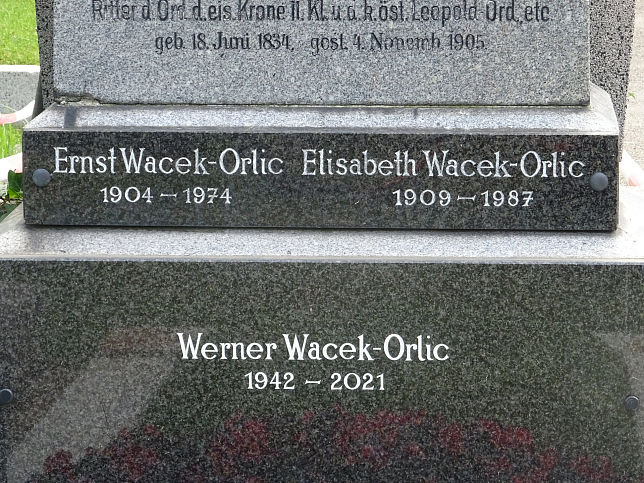 Ritter d. Ord. d. eis. Krone II. Kl. u. a. k. öst. Leopold Ord., etc
geb. 18. Juni 1834, gest. 4. Novemb 1905
Ernst Wacek-Orlic Elisabeth Wacek-Orlic
1904 – 1974 1909 – 1987
Werner Wacek-Orlic
1942 – 2021